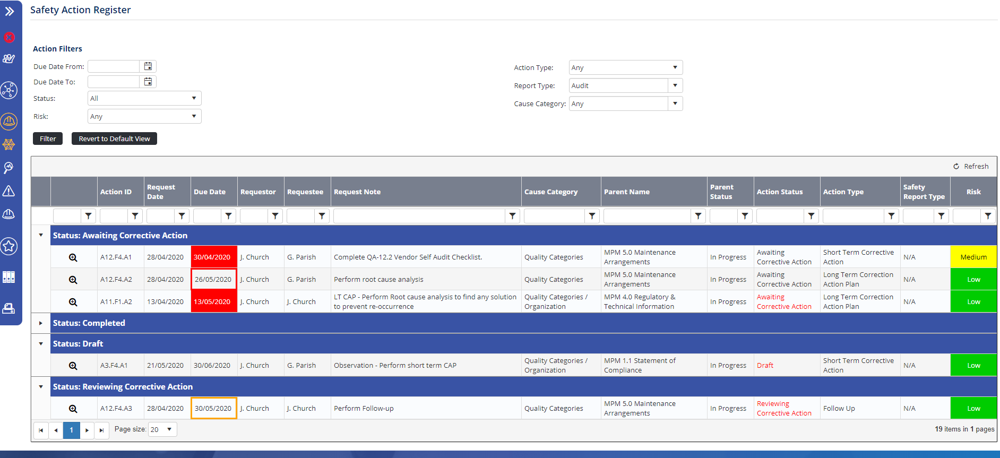 Safety Action Register
Action Filters
Due Date From:
Due Date To:
Status: All
Risk: Any
Action Type: Any
Report Type: Audit
Cause Category: Any
Filter Revert to Default View
Refresh
Action ID Request Date Due Date Requestor Requestee Request Note Cause Category Parent Name Parent Status Action Status Action Type Safety Report Type Risk
Status: Awaiting Corrective Action
A12.F4.A1 28/04/2020 30/04/2020 J. Church G. Parish Complete QA-12.2 Vendor Self Audit Checklist. Quality Categories MPM 5.0 Maintenance Arrangements In Progress Awaiting Corrective Action Short Term Corrective Action N/A Medium
A12.F4.A2 28/04/2020 26/05/2020 J. Church G. Parish Perform root cause analysis Quality Categories MPM 5.0 Maintenance Arrangements In Progress Awaiting Corrective Action Long Term Correction Action Plan N/A Low
A11.F1.A2 13/04/2020 13/05/2020 J. Church J. Church LT CAP - Perform Root cause analysis to find any solution to prevent re-occurrence Quality Categories / Organization MPM 4.0 Regulatory & Technical Information In Progress Awaiting Corrective Action Long Term Correction Action Plan N/A Low
Status: Completed
Status: Draft
A3.F4.A1 21/05/2020 30/06/2020 J. Church G. Parish Observation - Perform short term CAP Quality Categories / Organization MPM 1.1 Statement of Compliance In Progress Draft Short Term Corrective Action N/A Low
Status: Reviewing Corrective Action
A12.F4.A3 28/04/2020 30/05/2020 J. Church J. Church Perform Follow-up Quality Categories MPM 5.0 Maintenance Arrangements In Progress Reviewing Corrective Action Follow Up N/A Low
1 Page size: 20 19 items in 1 pages